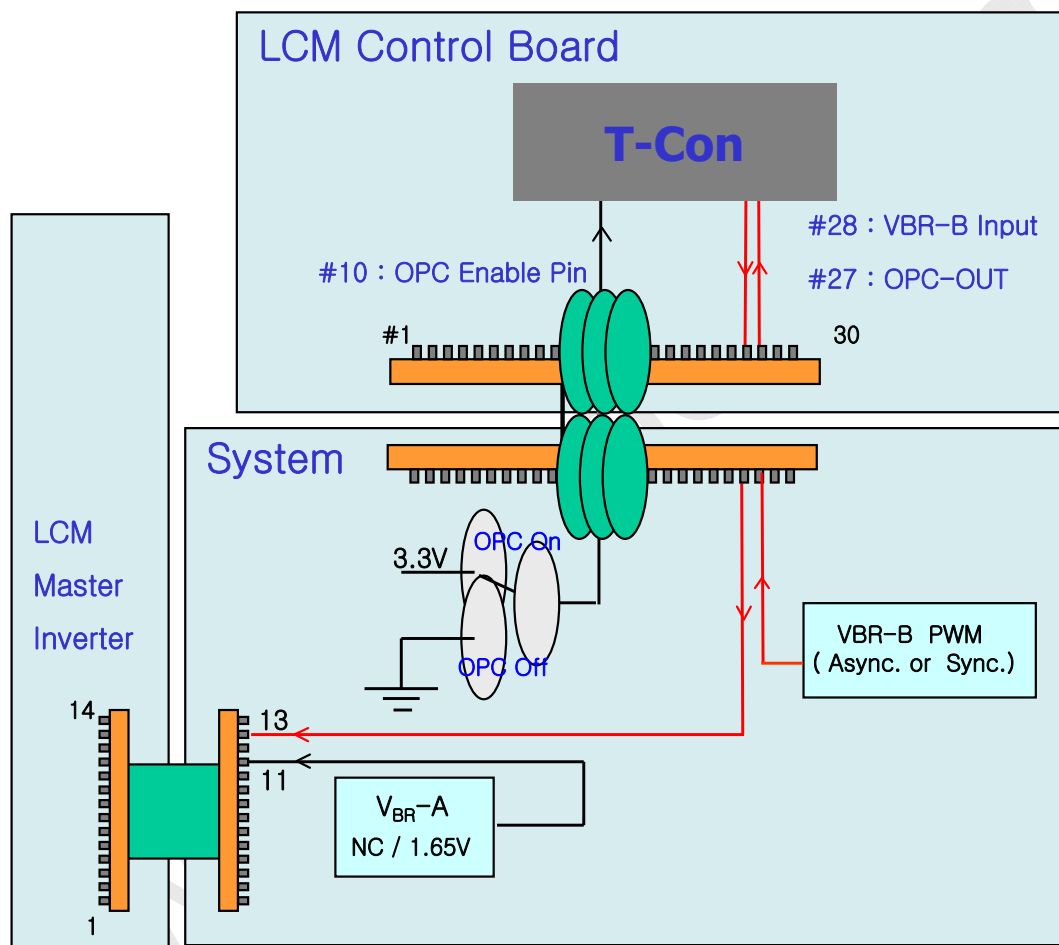 LCM Control Board
T-Con
#28 : VBR-B Input
#10 : OPC Enable Pin
#27 : OPC-OUT
#1
30
System
OPC On
3.3V
LCM
Master
Inverter
VBR-B PWM
( Async. or Sync.)
OPC Off
14
13
11
VBR-A
NC / 1.65V
1